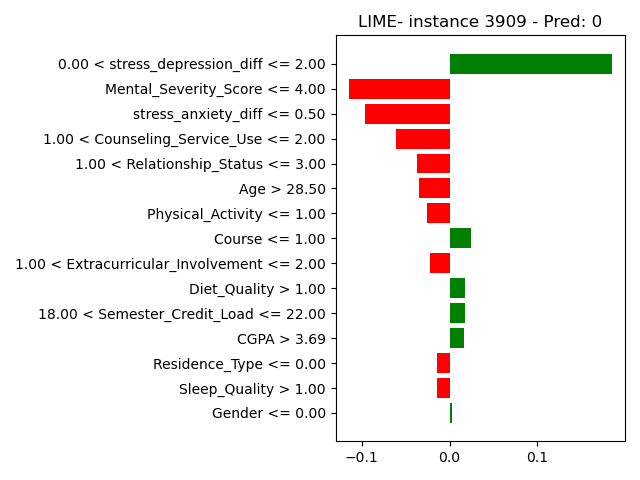 LIME- instance 3909 - Pred: 0
0.00 < stress_depression_diff <= 2.00
Mental_Severity_Score <= 4.00
stress_anxiety_diff <= 0.50
1.00 < Counseling_Service_Use <= 2.00
1.00 < Relationship_Status <= 3.00
Age > 28.50
Physical_Activity <= 1.00
Course <= 1.00
1.00 < Extracurricular_Involvement <= 2.00
Diet_Quality > 1.00
18.00 < Semester_Credit_Load <= 22.00
CGPA > 3.69
Residence_Type <= 0.00
Sleep_Quality > 1.00
Gender <= 0.00
−0.1 0.0 0.1